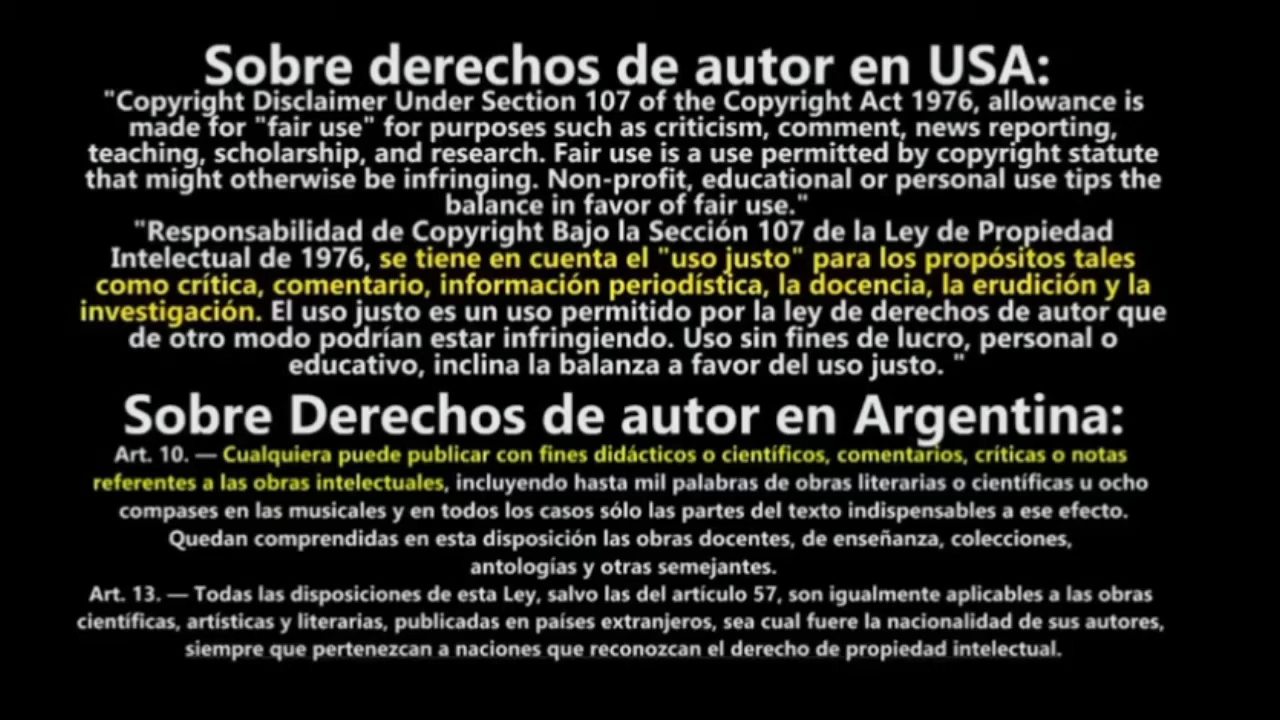 Sobre derechos de autor en USA:
"Copyright Disclaimer Under Section 107 of the Copyright Act 1976, allowance is
made for "fair use" for purposes such as criticism, comment, news reporting,
teaching, scholarship, and research. Fair use is a use permitted by copyright statute
that might otherwise be infringing. Non-profit, educational or personal use tips the
balance in favor of fair use."
"Responsabilidad de Copyright Bajo la Sección 107 de la Ley de Propiedad
Intelectual de 1976, se tiene en cuenta el "uso justo" para los propósitos tales
como crítica, comentario, información periodística, la docencia, la erudición y la
investigación. El uso justo es un uso permitido por la ley de derechos de autor que
de otro modo podrían estar infringiendo. Uso sin fines de lucro, personal o
educativo, inclina la balanza a favor del uso justo. "
Sobre Derechos de autor en Argentina:
Art. 10. — Cualquiera puede publicar con fines didácticos o científicos, comentarios, críticas o notas
referentes a las obras intelectuales, incluyendo hasta mil palabras de obras literarias o científicas u ocho
compases en las musicales y en todos los casos sólo las partes del texto indispensables a ese efecto.
Quedan comprendidas en esta disposición las obras docentes, de enseñanza, colecciones,
antologías y otras semejantes.
Art. 13. — Todas las disposiciones de esta Ley, salvo las del artículo 57, son igualmente aplicables a las obras
científicas, artísticas y literarias, publicadas en países extranjeros, sea cual fuere la nacionalidad de sus autores,
siempre que pertenezcan a naciones que reconozcan el derecho de propiedad intelectual.